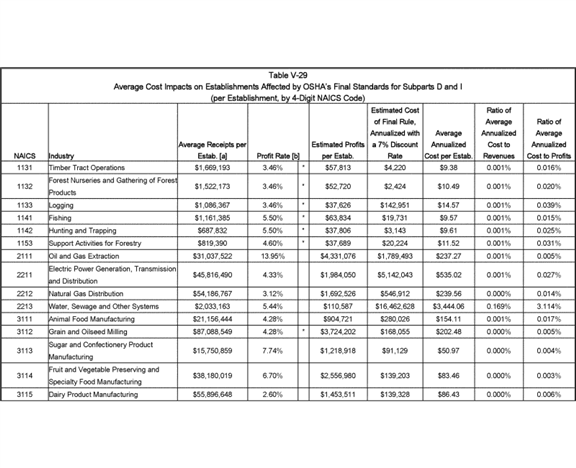 Table V-29
Average Cost Impacts on Establishments Affected by OSHA's Final Standards for Subparts D and I
(per Establishment, by 4-Digit NAICS Code)
NAICS Industry Average Receipts per Estab. [a] Profit Rate [b] Estimated Profits per Estab. Estimated Cost of Final Rule, Annualized with a 7% Discount Rate Average Annualized Cost per Estab. Ratio of Average Annualized Cost to Revenues Ratio of Average Annualized Cost to Profits
1131 Timber Tract Operations $1,669,193 3.46% * $57,813 $4,220 $9.38 0.001% 0.016%
1132 Forest Nurseries and Gathering of Forest Products $1,522,173 3.46% * $52,720 $2,424 $10.49 0.001% 0.020%
1133 Logging $1,086,367 3.46% * $37,626 $142,951 $14.57 0.001% 0.039%
1141 Fishing $1,161,385 5.50% * $63,834 $19,731 $9.57 0.001% 0.015%
1142 Hunting and Trapping $687,832 5.50% * $37,806 $3,143 $9.61 0.001% 0.025%
1153 Support Activities for Forestry $819,390 4.60% * $37,689 $20,224 $11.52 0.001% 0.031%
2111 Oil and Gas Extraction $31,037,522 13.95% $4,331,076 $1,789,493 $237.27 0.001% 0.005%
2211 Electric Power Generation, Transmission and Distribution $45,816,490 4.33% $1,984,050 $5,142,043 $535.02 0.001% 0.027%
2212 Natural Gas Distribution $54,186,767 3.12% $1,692,526 $546,912 $239.56 0.000% 0.014%
2213 Water, Sewage and Other Systems $2,033,163 5.44% $110,587 $16,462,628 $3,444.06 0.169% 3.114%
3111 Animal Food Manufacturing $21,156,444 4.28% $904,721 $280,026 $154.11 0.001% 0.017%
3112 Grain and Oilseed Milling $87,088,549 4.28% * $3,724,202 $168,055 $202.48 0.000% 0.005%
3113 Sugar and Confectionery Product Manufacturing $15,750,859 7.74% $1,218,918 $91,129 $50.97 0.000% 0.004%
3114 Fruit and Vegetable Preserving and Specialty Food Manufacturing $38,180,019 6.70% $2,556,980 $139,203 $83.46 0.000% 0.003%
3115 Dairy Product Manufacturing $55,896,648 2.60% $1,453,511 $139,328 $86.43 0.000% 0.006%